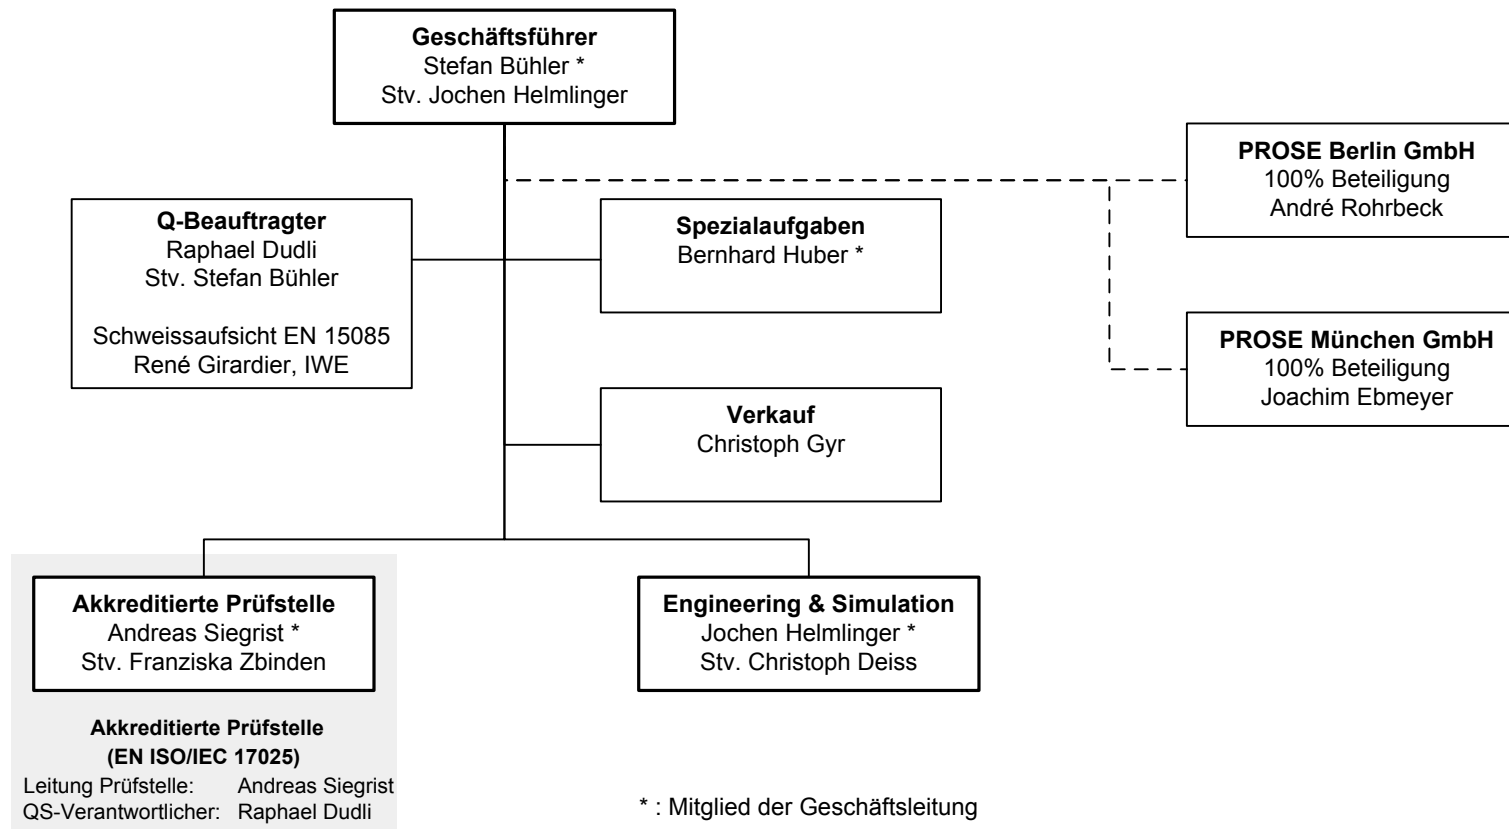 Geschäftsführer
Stefan Bühler *
Stv. Jochen Helmlinger
PROSE Berlin GmbH
100% Beteiligung
André Rohrbeck
Q-Beauftragter
Raphael Dudli
Stv. Stefan Bühler
Schweissaufsicht EN 15085
René Girardier, IWE
Spezialaufgaben
Bernhard Huber *
PROSE München GmbH
100% Beteiligung
Joachim Ebmeyer
Verkauf
Christoph Gyr
Akkreditierte Prüfstelle
Andreas Siegrist *
Stv. Franziska Zbinden
Engineering & Simulation
Jochen Helmlinger *
Stv. Christoph Deiss
Akkreditierte Prüfstelle
(EN ISO/IEC 17025)
Leitung Prüfstelle: Andreas Siegrist
QS-Verantwortlicher: Raphael Dudli
* : Mitglied der Geschäftsleitung